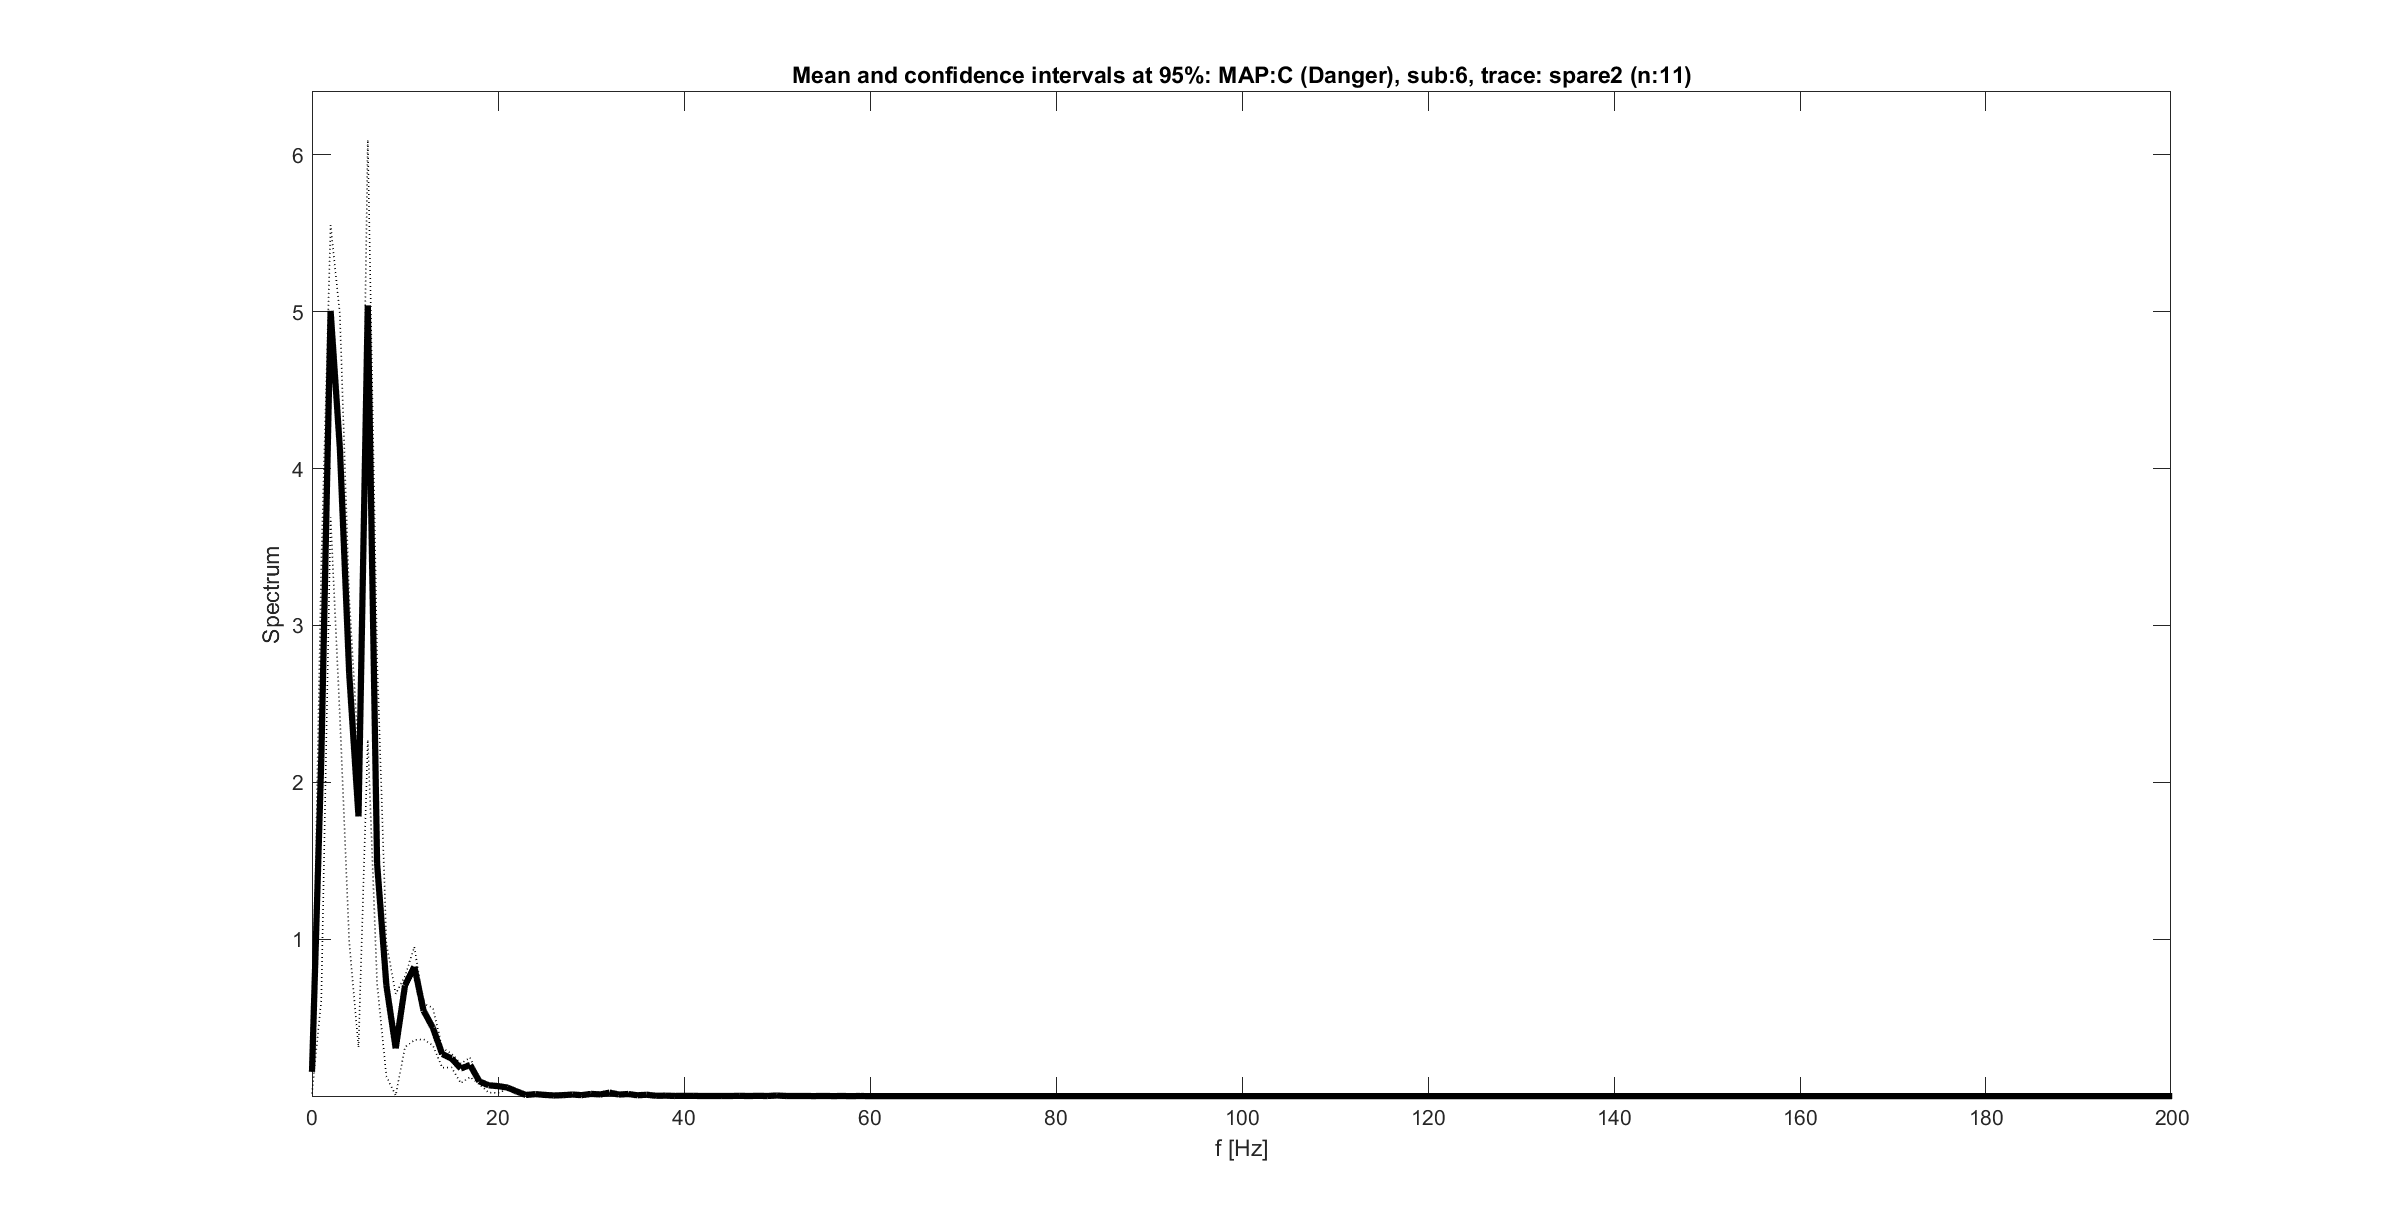 Mean and confidence intervals at 95%: MAP:C (Danger), sub:6, trace: spare2 (n:11)
6
5
4
3
2
1
Spectrum
0 20 40 60 80 100 120 140 160 180 200
f [Hz]